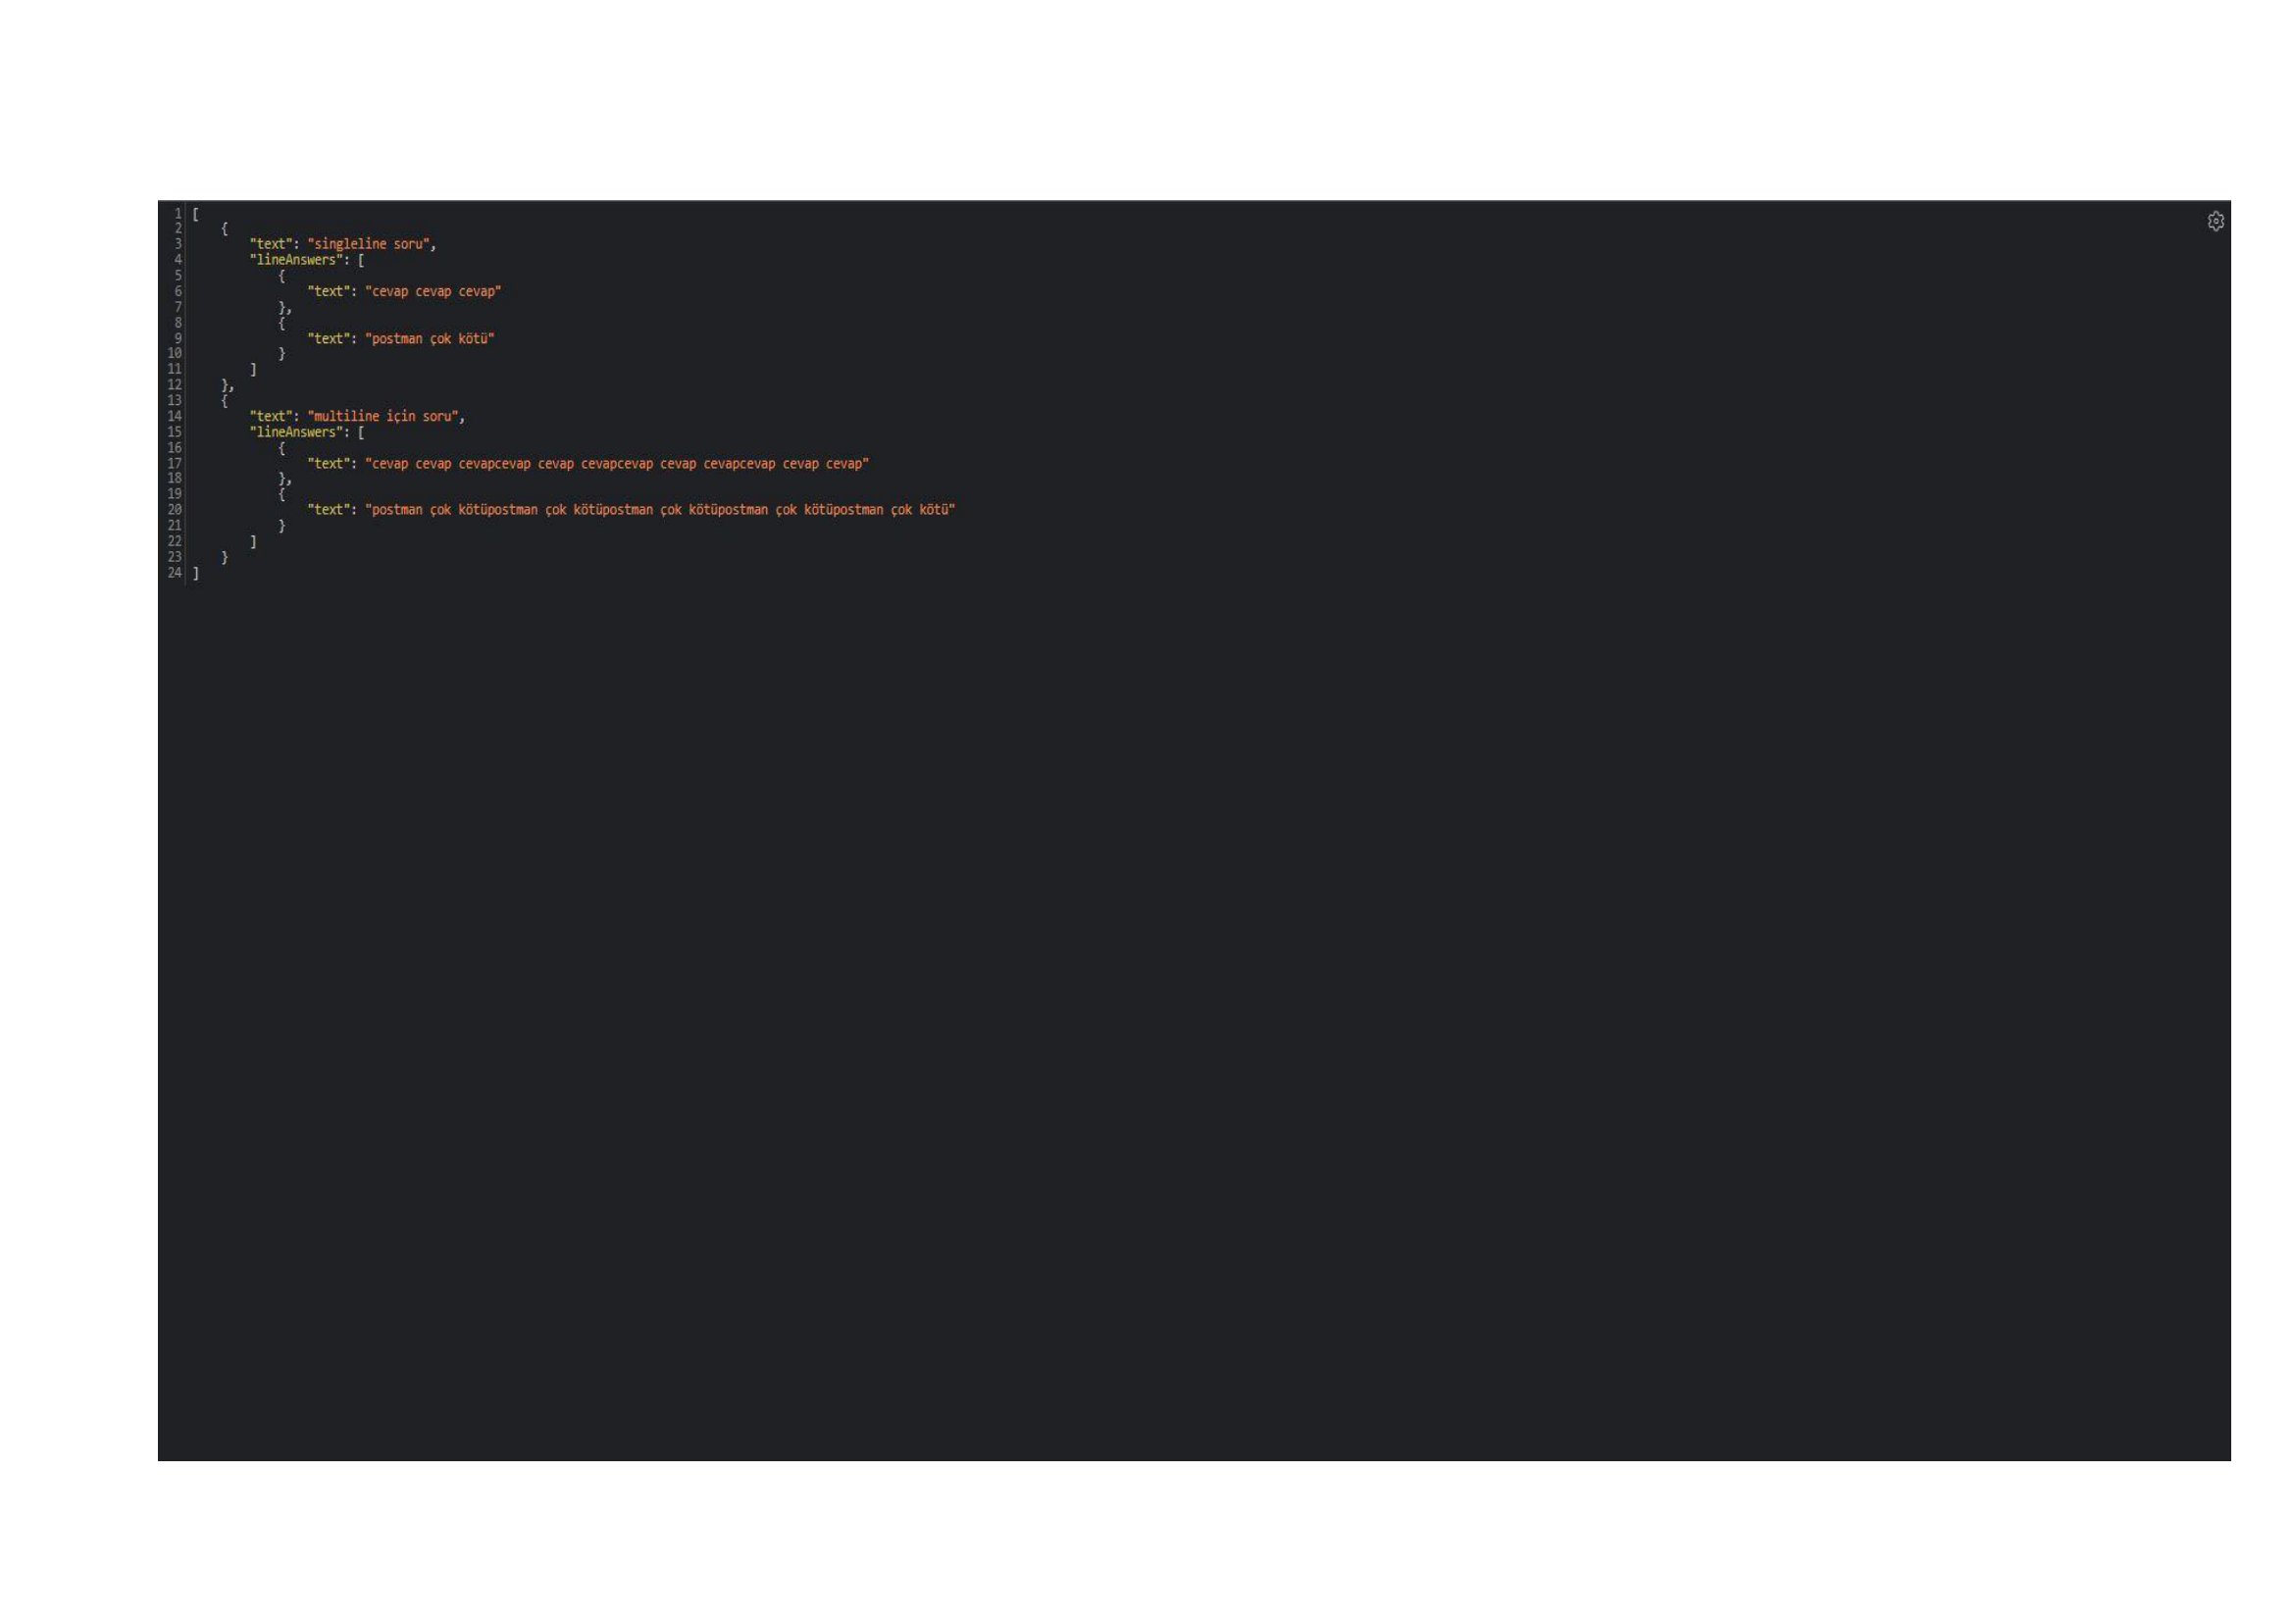 1 [
2     {
3         "text": "singleline soru",
4         "lineAnswers": [
5             {
6                 "text": "cevap cevap cevap"
7             },
8             {
9                 "text": "postman çok kötü"
10             }
11         ]
12     },
13     {
14         "text": "multiline için soru",
15         "lineAnswers": [
16             {
17                 "text": "cevap cevap cevapcevap cevap cevapcevap cevap cevapcevap cevap cevap"
18             },
19             {
20                 "text": "postman çok kötüpostman çok kötüpostman çok kötüpostman çok kötüpostman çok kötü"
21             }
22         ]
23     }
24 ]